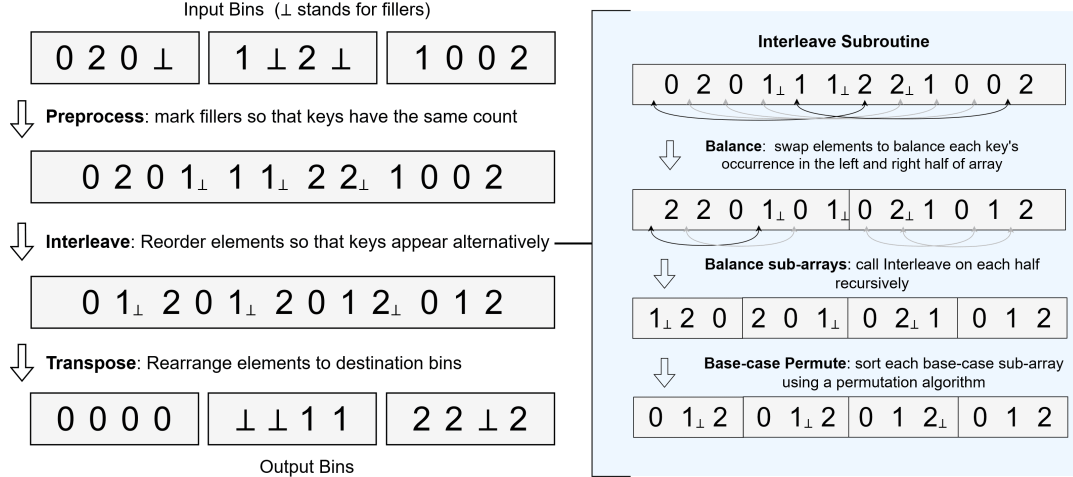 Input Bins (⊥ stands for fillers)
0 2 0 ⊥ 1 ⊥ 2 ⊥ 1 0 0 2
Preprocess: mark fillers so that keys have the same count
0 2 0 1⊥ 1 1⊥ 2 2⊥ 1 0 0 2
Interleave: Reorder elements so that keys appear alternatively
0 1⊥ 2 0 1⊥ 2 0 1 2⊥ 0 1 2
Transpose: Rearrange elements to destination bins
0 0 0 0 ⊥ ⊥ 1 1 2 2 ⊥ 2
Output Bins
Interleave Subroutine
0 2 0 1⊥ 1 1⊥ 2 2⊥ 1 0 0 2
Balance: swap elements to balance each key's
occurrence in the left and right half of array
2 2 0 1⊥ 0 1⊥ 0 2⊥ 1 0 1 2
Balance sub-arrays: call Interleave on each half
recursively
1⊥ 2 0 2 0 1⊥ 0 2⊥ 1 0 1 2
Base-case Permute: sort each base-case sub-array
using a permutation algorithm
0 1⊥ 2 0 1⊥ 2 0 1 2⊥ 0 1 2